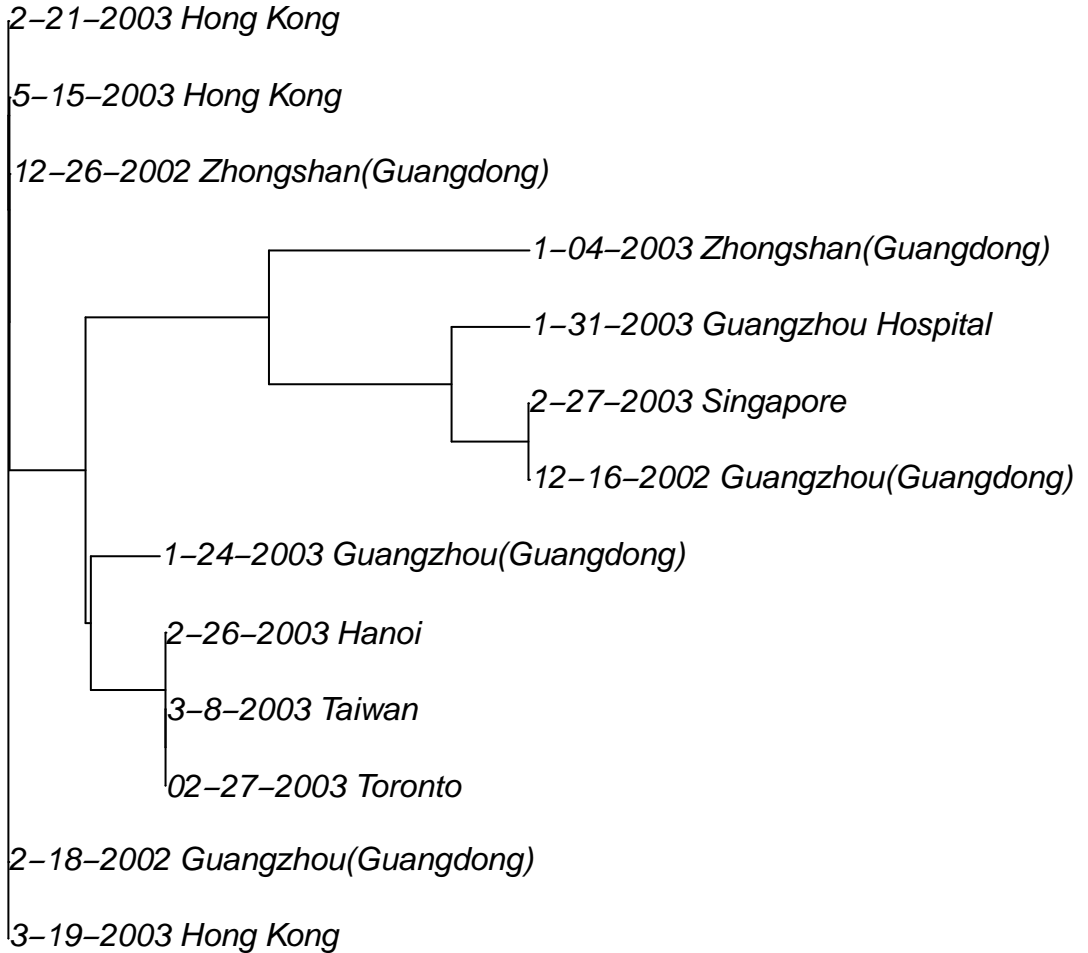 2–21–2003 Hong Kong
5–15–2003 Hong Kong
12–26–2002 Zhongshan(Guangdong)
1–04–2003 Zhongshan(Guangdong)
1–31–2003 Guangzhou Hospital
2–27–2003 Singapore
12–16–2002 Guangzhou(Guangdong)
1–24–2003 Guangzhou(Guangdong)
2–26–2003 Hanoi
3–8–2003 Taiwan
02–27–2003 Toronto
2–18–2002 Guangzhou(Guangdong)
3–19–2003 Hong Kong